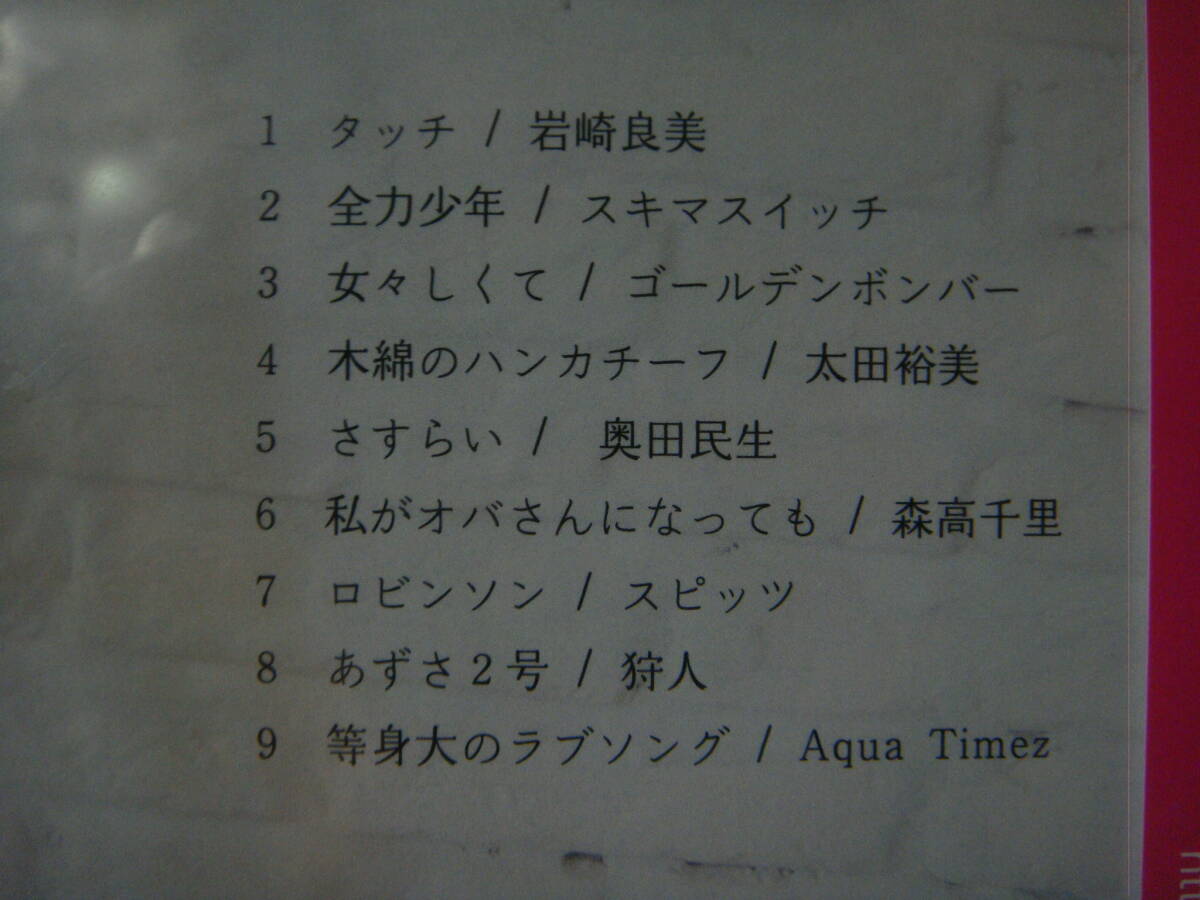 1 タッチ / 岩崎良美
2 全力少年 / スキマスイッチ
3 女々しくて / ゴールデンボンバー
4 木綿のハンカチーフ / 太田裕美
5 さすらい / 奥田民生
6 私がオバさんになっても / 森高千里
7 ロビンソン / スピッツ
8 あずさ2号 / 狩人
9 等身大のラブソング / Aqua Timez